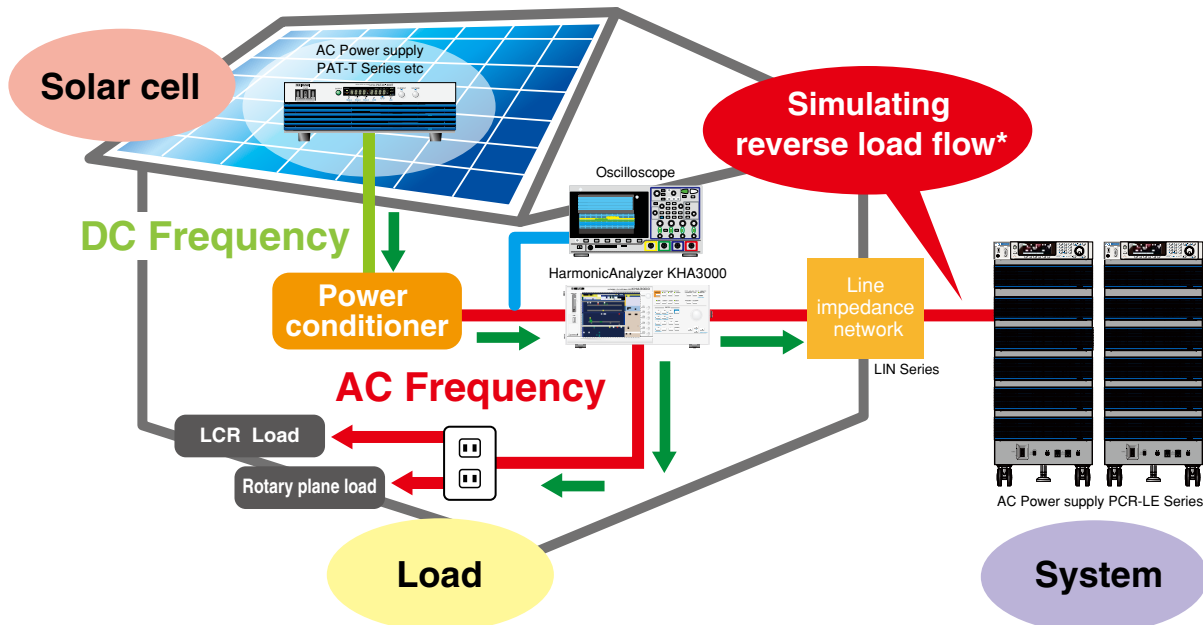 AC Power supply
PAT-T Series etc
Solar cell
Simulating
reverse load flow*
Oscilloscope
DC Frequency
HarmonicAnalyzer KHA3000
Power
conditioner
Line
impedance
network
LIN Series
AC Frequency
LCR Load
Rotary plane load
AC Power supply PCR-LE Series
Load
System